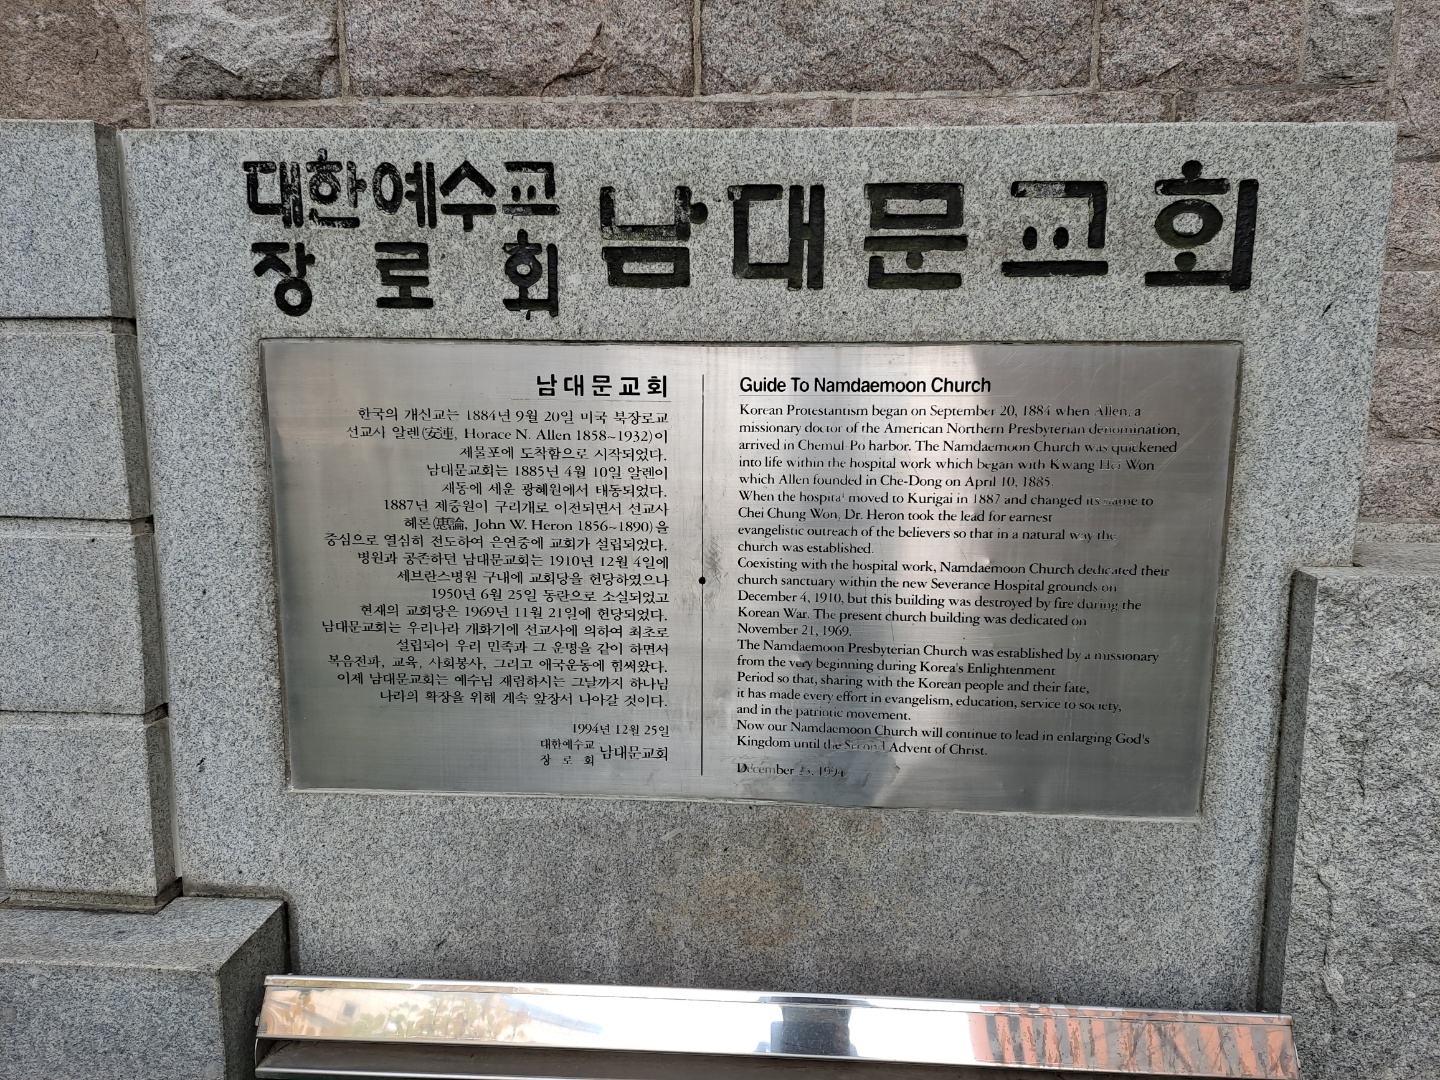 대한예수교
장로회
남대문교회
남대문교회
한국의 개신교는 1884년 9월 20일 미국 북장로교
선교사 알렌(安連, Horace N. Allen 1858~1932)이
제물포에 도착함으로 시작되었다.
남대문교회는 1885년 4월 10일 알렌이
재동에 세운 광혜원에서 태동되었다.
1887년 제중원이 구리개로 이전되면서 선교사
헤론(惠論, John W. Heron 1856~1890)을
중심으로 열심히 전도하여 은연중에 교회가 설립되었다.
병원과 공존하던 남대문교회는 1910년 12월 4일에
세브란스병원 구내에 교회당을 헌당하였으나
1950년 6월 25일 동란으로 소실되었고
현재의 교회당은 1969년 11월 21일에 헌당되었다.
남대문교회는 우리나라 개화기에 선교사에 의하여 최초로
설립되어 우리 민족과 그 운명을 같이 하면서
복음전파, 교육, 사회봉사, 그리고 애국운동에 힘써왔다.
이제 남대문교회는 예수님 재림하시는 그날까지 하나님
나라의 확장을 위해 계속 앞장서 나아갈 것이다.
1994년 12월 25일
대한예수교
장로회
남대문교회
Guide To Namdaemoon Church
Korean Protestantism began on September 20, 1884 when Allen, a
missionary doctor of the American Northern Presbyterian denomination,
arrived in Chemul-Po harbor. The Namdaemoon Church was quickened
into life within the hospital work which began with Kwang Hei Won
which Allen founded in Che-Dong on April 10, 1885.
When the hospital moved to Kurigai in 1887 and changed its name to
Chei Chung Won, Dr. Heron took the lead for earnest
evangelistic outreach of the believers so that in a natural way the
church was established.
Coexisting with the hospital work, Namdaemoon Church dedicated their
church sanctuary within the new Severance Hospital grounds on
December 4, 1910, but this building was destroyed by fire during the
Korean War. The present church building was dedicated on
November 21, 1969.
The Namdaemoon Presbyterian Church was established by a missionary
from the very beginning during Korea's Enlightenment
Period so that, sharing with the Korean people and their fate,
it has made every effort in evangelism, education, service to society,
and in the patriotic movement.
Now our Namdaemoon Church will continue to lead in enlarging God's
Kingdom until the Second Advent of Christ.
December 25, 1994